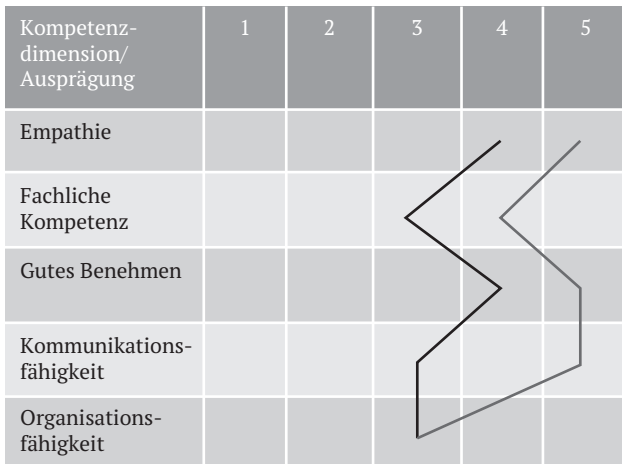 Kompetenz-
dimension/
Ausprägung
1 2 3 4 5
Empathie
Fachliche
Kompetenz
Gutes Benehmen
Kommunikations-
fähigkeit
Organisations-
fähigkeit